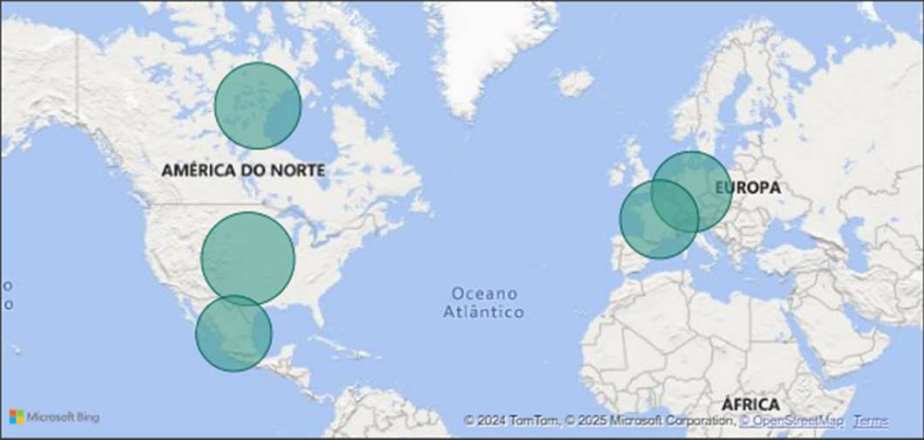 AMÉRICA DO NORTE
EUROPA
o
o
Oceano
Atlântico
ÁFRICA
Microsoft Bing
© 2024 TomTom, © 2025 Microsoft Corporation, © OpenStreetMap Terms